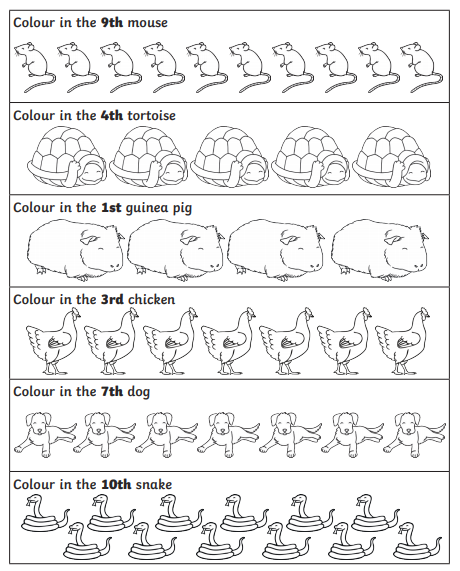 Colour in the 9th mouse
Colour in the 4th tortoise
Colour in the 1st guinea pig
Colour in the 3rd chicken
Colour in the 7th dog
Colour in the 10th snake